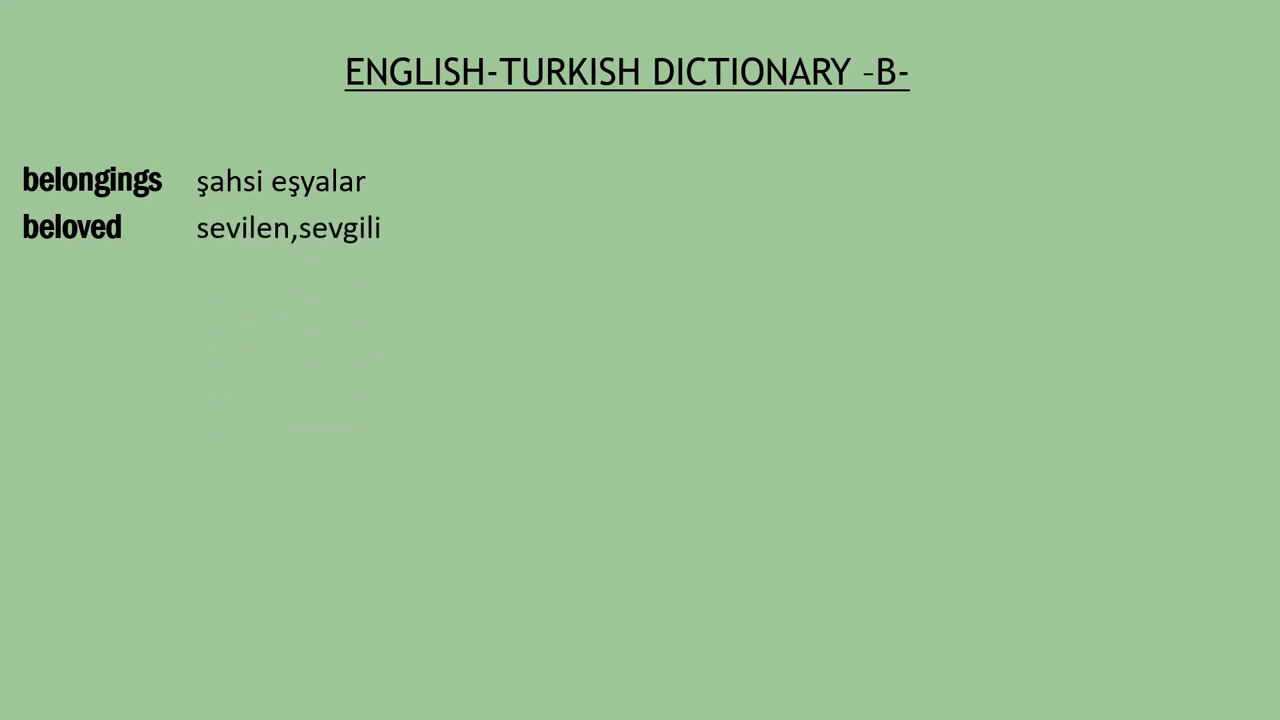 ENGLISH-TURKISH DICTIONARY –B-
belongings şahsi eşyalar
beloved sevilen,sevgili